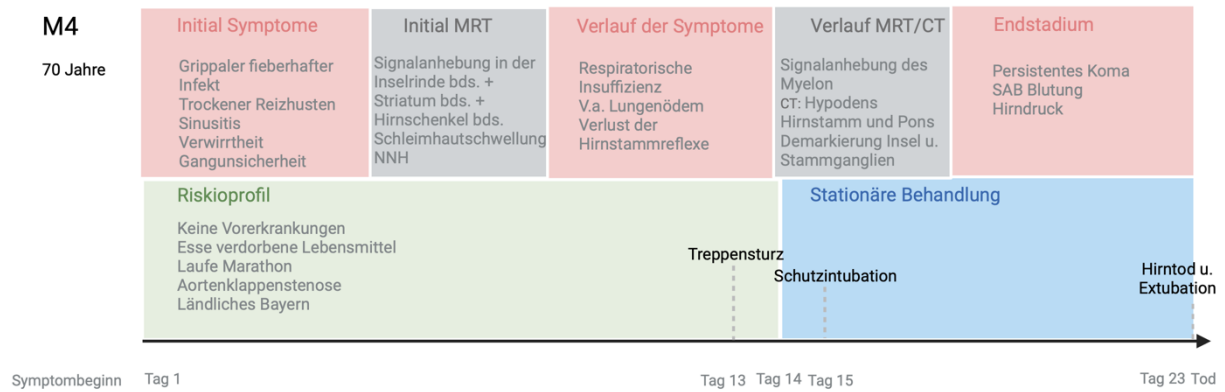 M4
70 Jahre
Initial Symptome
Grippaler fieberhafter
Infekt
Trockener Reizhusten
Sinusitis
Verwirrtheit
Gangunsicherheit
Initial MRT
Signalanhebung in der
Inselrinde bds. +
Striatum bds. +
Hirnschenkel bds.
Schleimhautschwellung
NNH
Verlauf der Symptome
Respiratorische
Insuffizienz
V.a. Lungenödem
Verlust der
Hirnstammreflexe
Verlauf MRT/CT
Signalanhebung des
Myelon
CT: Hypodens
Hirnstamm und Pons
Demarkierung Insel u.
Stammganglien
Endstadium
Persistentes Koma
SAB Blutung
Hirndruck
Riskioprofil
Keine Vorerkrankungen
Esse verdorbene Lebensmittel
Laufe Marathon
Aortenklappenstenose
Ländliches Bayern
Stationäre Behandlung
Treppensturz
Schutzintubation
Hirntod u.
Extubation
Symptombeginn Tag 1 Tag 13 Tag 14 Tag 15 Tag 23 Tod